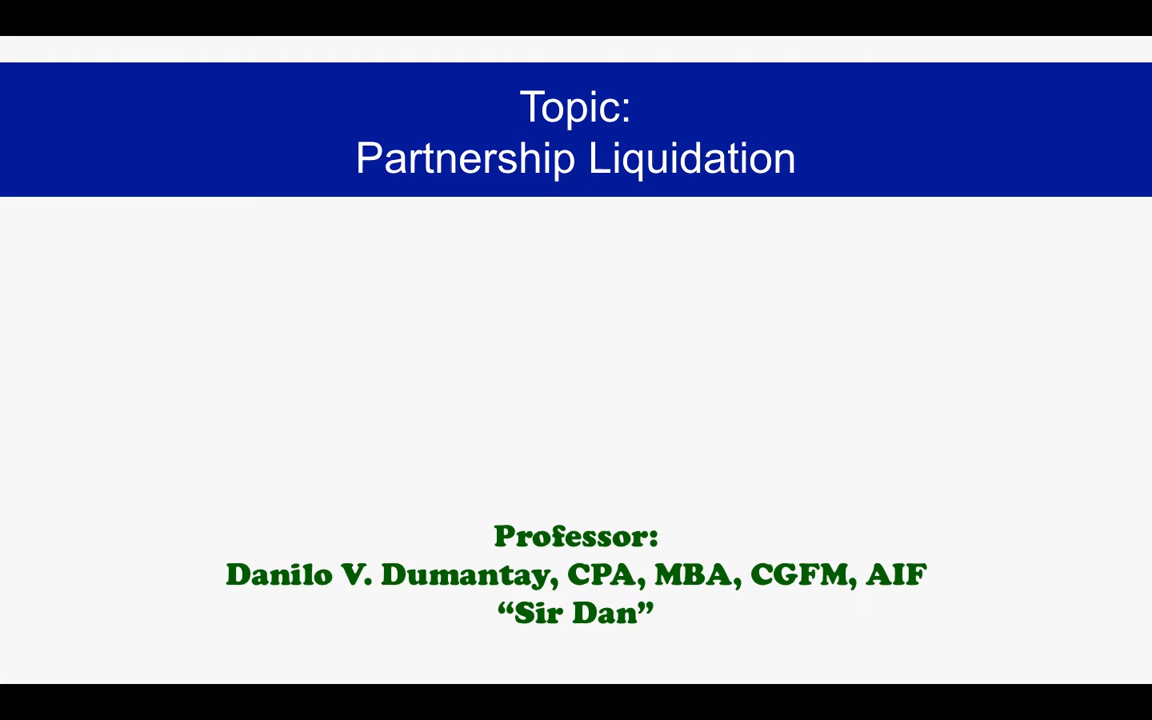 Topic:
Partnership Liquidation
Professor:
Danilo V. Dumantay, CPA, MBA, CGFM, AIF
“Sir Dan”